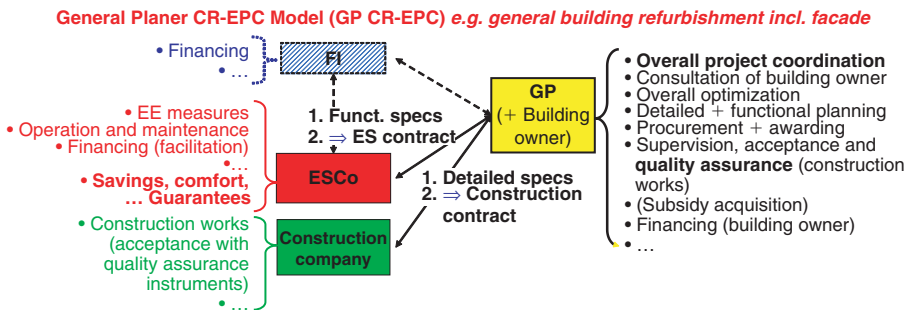 General Planer CR-EPC Model (GP CR-EPC) e.g. general building refurbishment incl. facade
• Financing
• ...
FI
• EE measures
• Operation and maintenance
• Financing (facilitation)
• ...
• Savings, comfort,
... Guarantees
ESCo
• Construction works
(acceptance with
quality assurance
instruments)
• ...
Construction
company
1. Funct. specs
2. ⇒ ES contract
1. Detailed specs
2. ⇒ Construction
contract
GP
(+ Building
owner)
• Overall project coordination
• Consultation of building owner
• Overall optimization
• Detailed + functional planning
• Procurement + awarding
• Supervision, acceptance and
quality assurance (construction
works)
• (Subsidy acquisition)
• Financing (building owner)
• ...